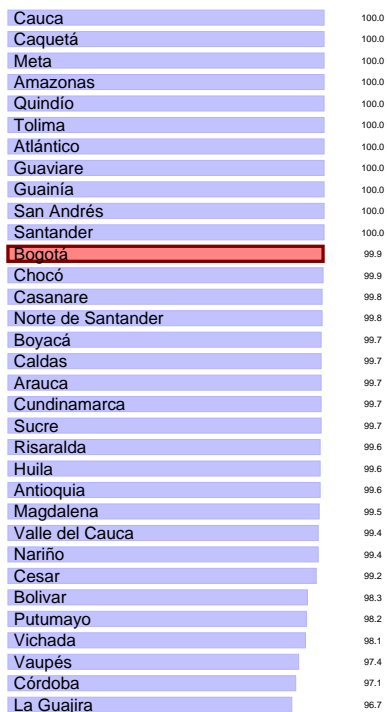 Cauca 100.0
Caquetá 100.0
Meta 100.0
Amazonas 100.0
Quindío 100.0
Tolima 100.0
Atlántico 100.0
Guaviare 100.0
Guainía 100.0
San Andrés 100.0
Santander 100.0
Bogotá 99.9
Chocó 99.9
Casanare 99.8
Norte de Santander 99.8
Boyacá 99.7
Caldas 99.7
Arauca 99.7
Cundinamarca 99.7
Sucre 99.7
Risaralda 99.6
Huila 99.6
Antioquia 99.6
Magdalena 99.5
Valle del Cauca 99.4
Nariño 99.4
Cesar 99.2
Bolivar 98.3
Putumayo 98.2
Vichada 98.1
Vaupés 97.4
Córdoba 97.1
La Guajira 96.7